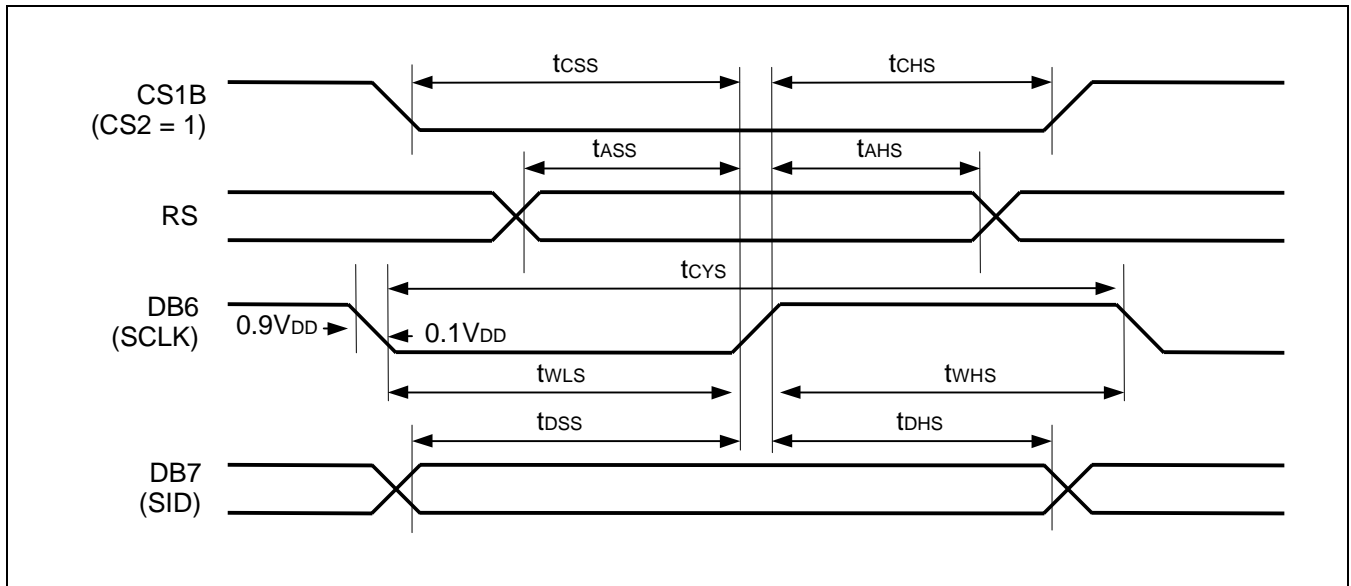 tCSS
tCHS
CS1B
(CS2 = 1)
tASS
tAHS
RS
tCYS
DB6
(SCLK)
0.9VDD
0.1VDD
tWLS
tWHS
tDSS
tDHS
DB7
(SID)